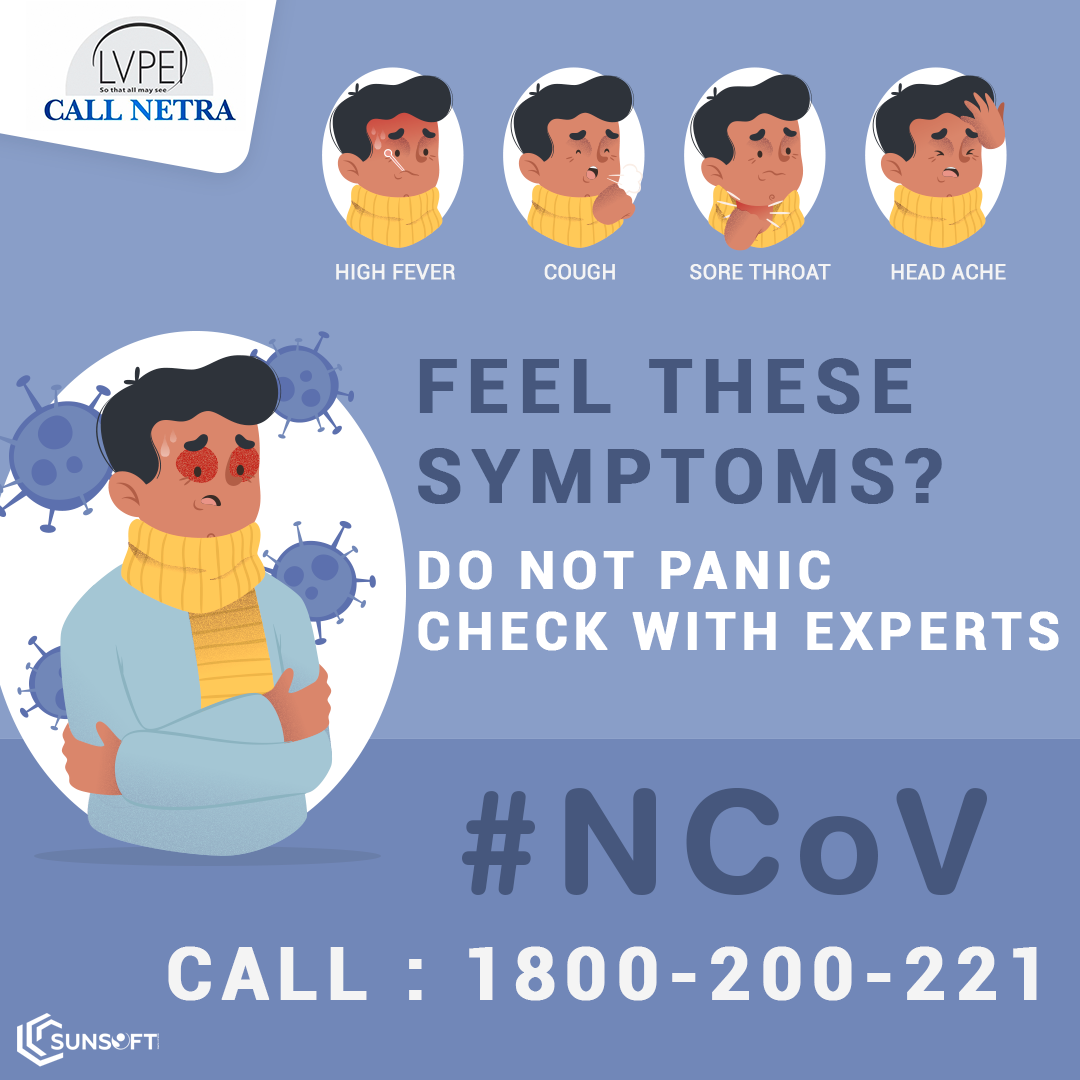 LVPEI
So that all may see
CALL NETRA
HIGH FEVER
COUGH
SORE THROAT
HEAD ACHE
FEEL THESE
SYMPTOMS?
DO NOT PANIC
CHECK WITH EXPERTS
#NCoV
CALL : 1800-200-221
SUNSOFT